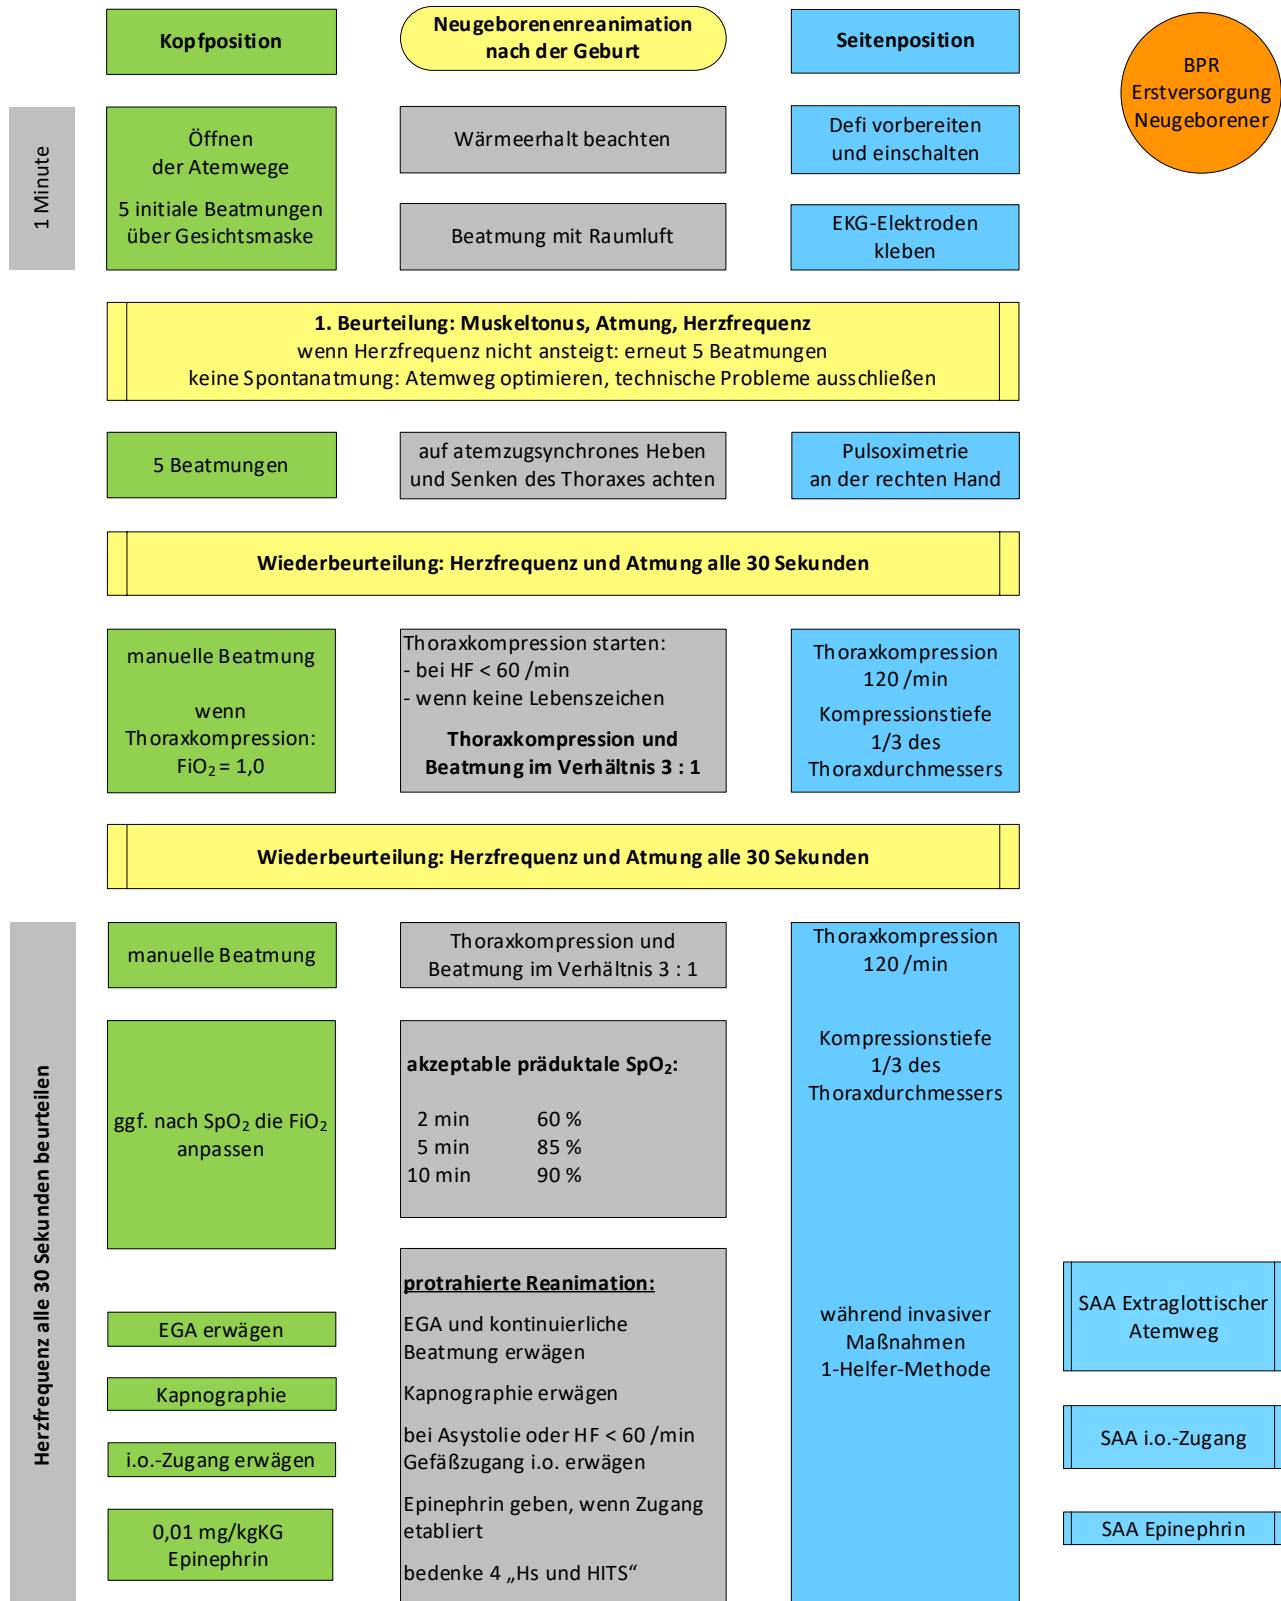 Kopfposition
Neugeborenenreanimation
nach der Geburt
Seitenposition
BPR
Erstversorgung
Neugeborener
1 Minute
Öffnen
der Atemwege
5 initiale Beatmungen
über Gesichtsmaske
Wärmeerhalt beachten
Beatmung mit Raumluft
Defi vorbereiten
und einschalten
EKG-Elektroden
kleben
1. Beurteilung: Muskeltonus, Atmung, Herzfrequenz
wenn Herzfrequenz nicht ansteigt: erneut 5 Beatmungen
keine Spontanatmung: Atemweg optimieren, technische Probleme ausschließen
5 Beatmungen
auf atemzugsynchrones Heben
und Senken des Thoraxes achten
Pulsoximetrie
an der rechten Hand
Wiederbeurteilung: Herzfrequenz und Atmung alle 30 Sekunden
manuelle Beatmung
wenn
Thoraxkompression:
FiO₂ = 1,0
Thoraxkompression starten:
- bei HF < 60 /min
- wenn keine Lebenszeichen
Thoraxkompression und
Beatmung im Verhältnis 3 : 1
Thoraxkompression
120 /min
Kompressionstiefe
1/3 des
Thoraxdurchmessers
Wiederbeurteilung: Herzfrequenz und Atmung alle 30 Sekunden
Herzfrequenz alle 30 Sekunden beurteilen
manuelle Beatmung
Thoraxkompression und
Beatmung im Verhältnis 3 : 1
Thoraxkompression
120 /min
Kompressionstiefe
1/3 des
Thoraxdurchmessers
ggf. nach SpO₂ die FiO₂
anpassen
akzeptable präduktale SpO₂:
2 min 60 %
5 min 85 %
10 min 90 %
protrahierte Reanimation:
EGA erwägen
EGA und kontinuierliche
Beatmung erwägen
während invasiver
Maßnahmen
1-Helfer-Methode
SAA Extraglottischer
Atemweg
Kapnographie
Kapnographie erwägen
i.o.-Zugang erwägen
bei Asystolie oder HF < 60 /min
Gefäßzugang i.o. erwägen
SAA i.o.-Zugang
0,01 mg/kgKG
Epinephrin
Epinephrin geben, wenn Zugang
etabliert
SAA Epinephrin
bedenke 4 „Hs und HITS“